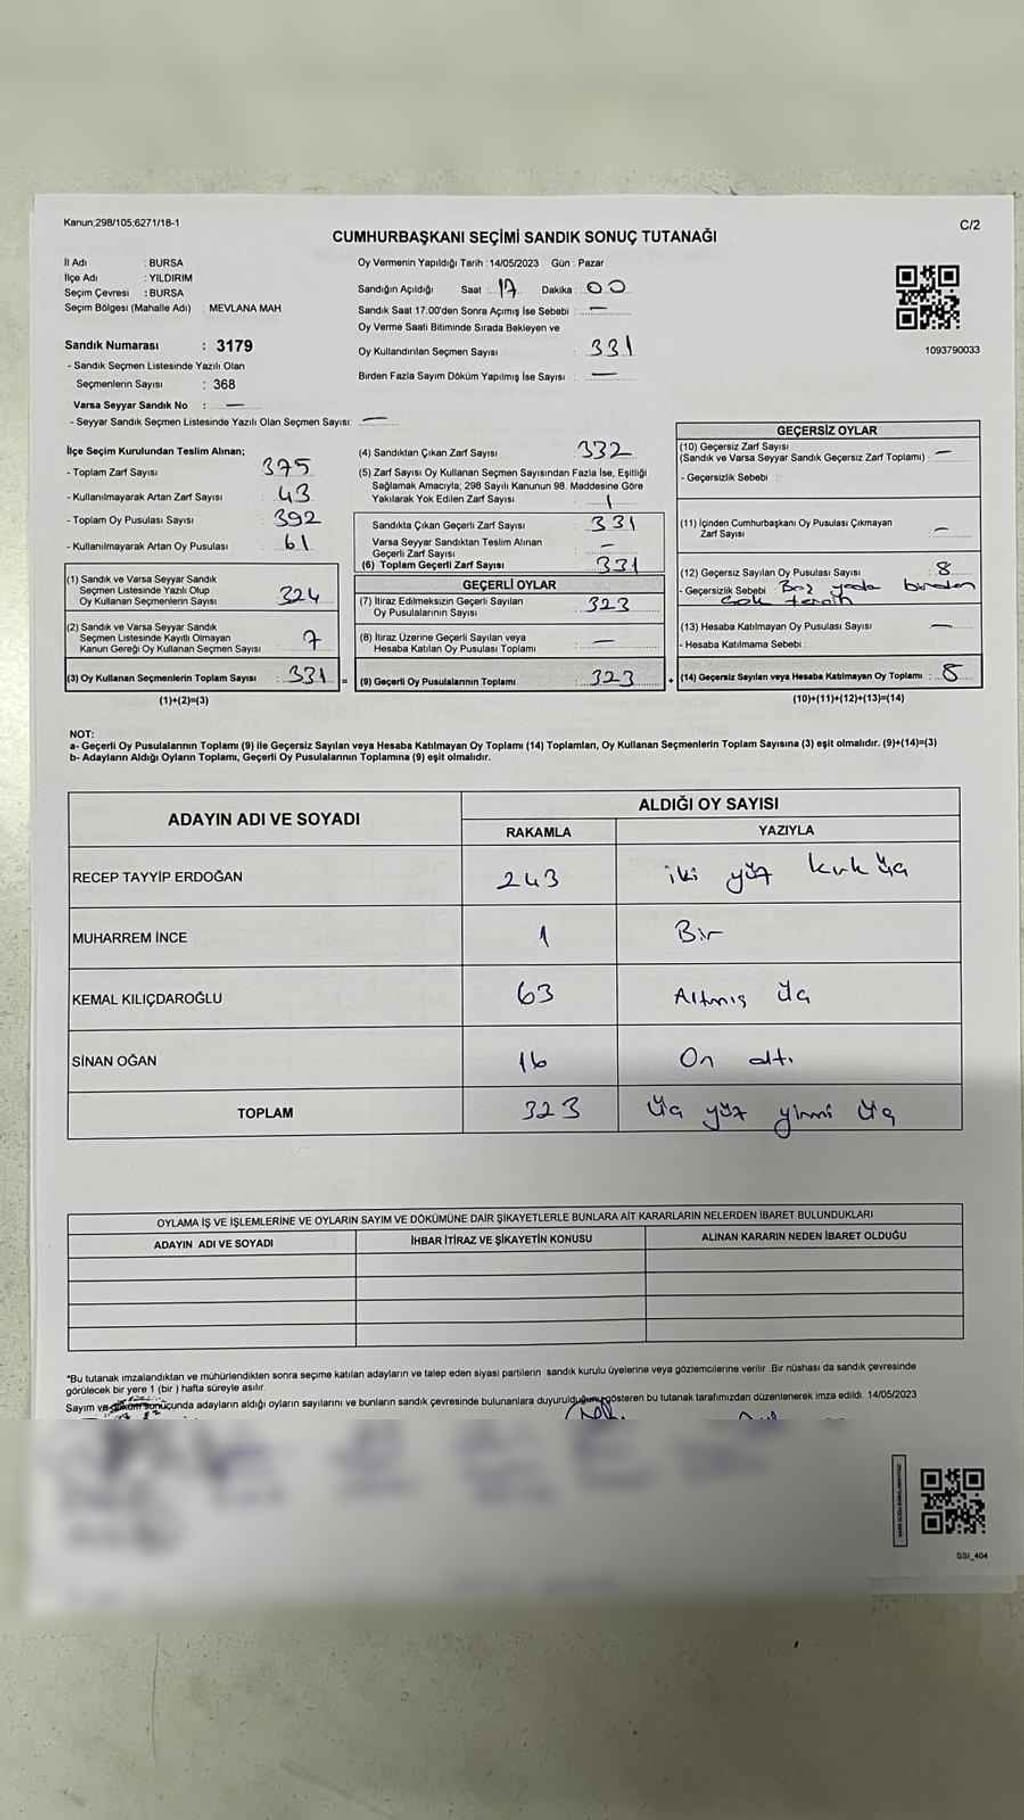 Kanun;298/105;6271/18-1
C/2
CUMHURBAŞKANI SEÇİMİ SANDIK SONUÇ TUTANAĞI
İl Adı : BURSA
İlçe Adı : YILDIRIM
Seçim Çevresi : BURSA
Seçim Bölgesi (Mahalle Adı) : MEVLANA MAH
Sandık Numarası : 3179
- Sandık Seçmen Listesinde Yazılı Olan
Seçmenlerin Sayısı : 368
Varsa Seyyar Sandık No : —
- Seyyar Sandık Seçmen Listesinde Yazılı Olan Seçmen Sayısı: —
Oy Vermenin Yapıldığı Tarih : 14/05/2023 Gün : Pazar
Sandığın Açıldığı Saat : 17 Dakika : 00
Sandık Saat 17.00'den Sonra Açımış İse Sebebi : —
Oy Verme Saati Bitiminde Sırada Bekleyen ve
Oy Kullandırılan Seçmen Sayısı : 331
Birden Fazla Sayım Döküm Yapılmış İse Sayısı : —
1093790033
İlçe Seçim Kurulundan Teslim Alınan;
- Toplam Zarf Sayısı : 375
- Kullanılmayarak Artan Zarf Sayısı : 43
- Toplam Oy Pusulası Sayısı : 392
- Kullanılmayarak Artan Oy Pusulası : 61
(1) Sandık ve Varsa Seyyar Sandık
Seçmen Listesinde Yazılı Olup
Oy Kullanan Seçmenlerin Sayısı : 324
(2) Sandık ve Varsa Seyyar Sandık
Seçmen Listesinde Kayıtlı Olmayan
Kanun Gereği Oy Kullanan Seçmen Sayısı : 7
(3) Oy Kullanan Seçmenlerin Toplam Sayısı : 331 =
(1)+(2)=(3)
(4) Sandıktan Çıkan Zarf Sayısı : 332
(5) Zarf Sayısı Oy Kullanan Seçmen Sayısından Fazla İse, Eşitliği
Sağlamak Amacıyla; 298 Sayılı Kanunun 98. Maddesine Göre
Yakılarak Yok Edilen Zarf Sayısı : 1
Sandıkta Çıkan Geçerli Zarf Sayısı : 331
Varsa Seyyar Sandıktan Teslim Alınan
Geçerli Zarf Sayısı : —
(6) Toplam Geçerli Zarf Sayısı : 331
GEÇERLİ OYLAR
(7) İtiraz Edilmeksizin Geçerli Sayılan
Oy Pusulalarının Sayısı : 323
(8) İtiraz Üzerine Geçerli Sayılan veya
Hesaba Katılan Oy Pusulası Toplamı : —
(9) Geçerli Oy Pusulalarının Toplamı : 323 +
GEÇERSİZ OYLAR
(10) Geçersiz Zarf Sayısı
(Sandık ve Varsa Seyyar Sandık Geçersiz Zarf Toplamı) : —
- Geçersizlik Sebebi :
(11) İçinden Cumhurbaşkanı Oy Pusulası Çıkmayan
Zarf Sayısı : —
(12) Geçersiz Sayılan Oy Pusulası Sayısı : 8
- Geçersizlik Sebebi : Boş yada birden
çok tercih
(13) Hesaba Katılmayan Oy Pusulası Sayısı : —
- Hesaba Katılmama Sebebi :
(14) Geçersiz Sayılan veya Hesaba Katılmayan Oy Toplamı : 8
(10)+(11)+(12)+(13)=(14)
NOT:
a- Geçerli Oy Pusulalarının Toplamı (9) ile Geçersiz Sayılan veya Hesaba Katılmayan Oy Toplamı (14) Toplamları, Oy Kullanan Seçmenlerin Toplam Sayısına (3) eşit olmalıdır. (9)+(14)=(3)
b- Adayların Aldığı Oyların Toplamı, Geçerli Oy Pusulalarının Toplamına (9) eşit olmalıdır.
ADAYIN ADI VE SOYADI
ALDIĞI OY SAYISI
RAKAMLA YAZIYLA
RECEP TAYYİP ERDOĞAN 243 iki yüz kırk üç
MUHARREM İNCE 1 Bir
KEMAL KILIÇDAROĞLU 63 Altmış üç
SİNAN OĞAN 16 On altı
TOPLAM 323 Üç yüz yirmi üç
OYLAMA İŞ VE İŞLEMLERİNE VE OYLARIN SAYIM VE DÖKÜMÜNE DAİR ŞİKAYETLERLE BUNLARA AİT KARARLARIN NELERDEN İBARET BULUNDUKLARI
ADAYIN ADI VE SOYADI İHBAR İTİRAZ VE ŞİKAYETİN KONUSU ALINAN KARARIN NEDEN İBARET OLDUĞU
*Bu tutanak imzalandıktan ve mühürlendikten sonra seçime katılan adayların ve talep eden siyasi partilerin sandık kurulu üyelerine veya gözlemcilerine verilir. Bir nüshası da sandık çevresinde
görülecek bir yere 1 (bir ) hafta süreyle asılır.
Sayım ve döküm sonucunda adayların aldığı oyların sayılarını ve bunların sandık çevresinde bulunanlara duyurulduğunu gösteren bu tutanak tarafımızdan düzenlenerek imza edildi. 14/05/2023
SSI_404